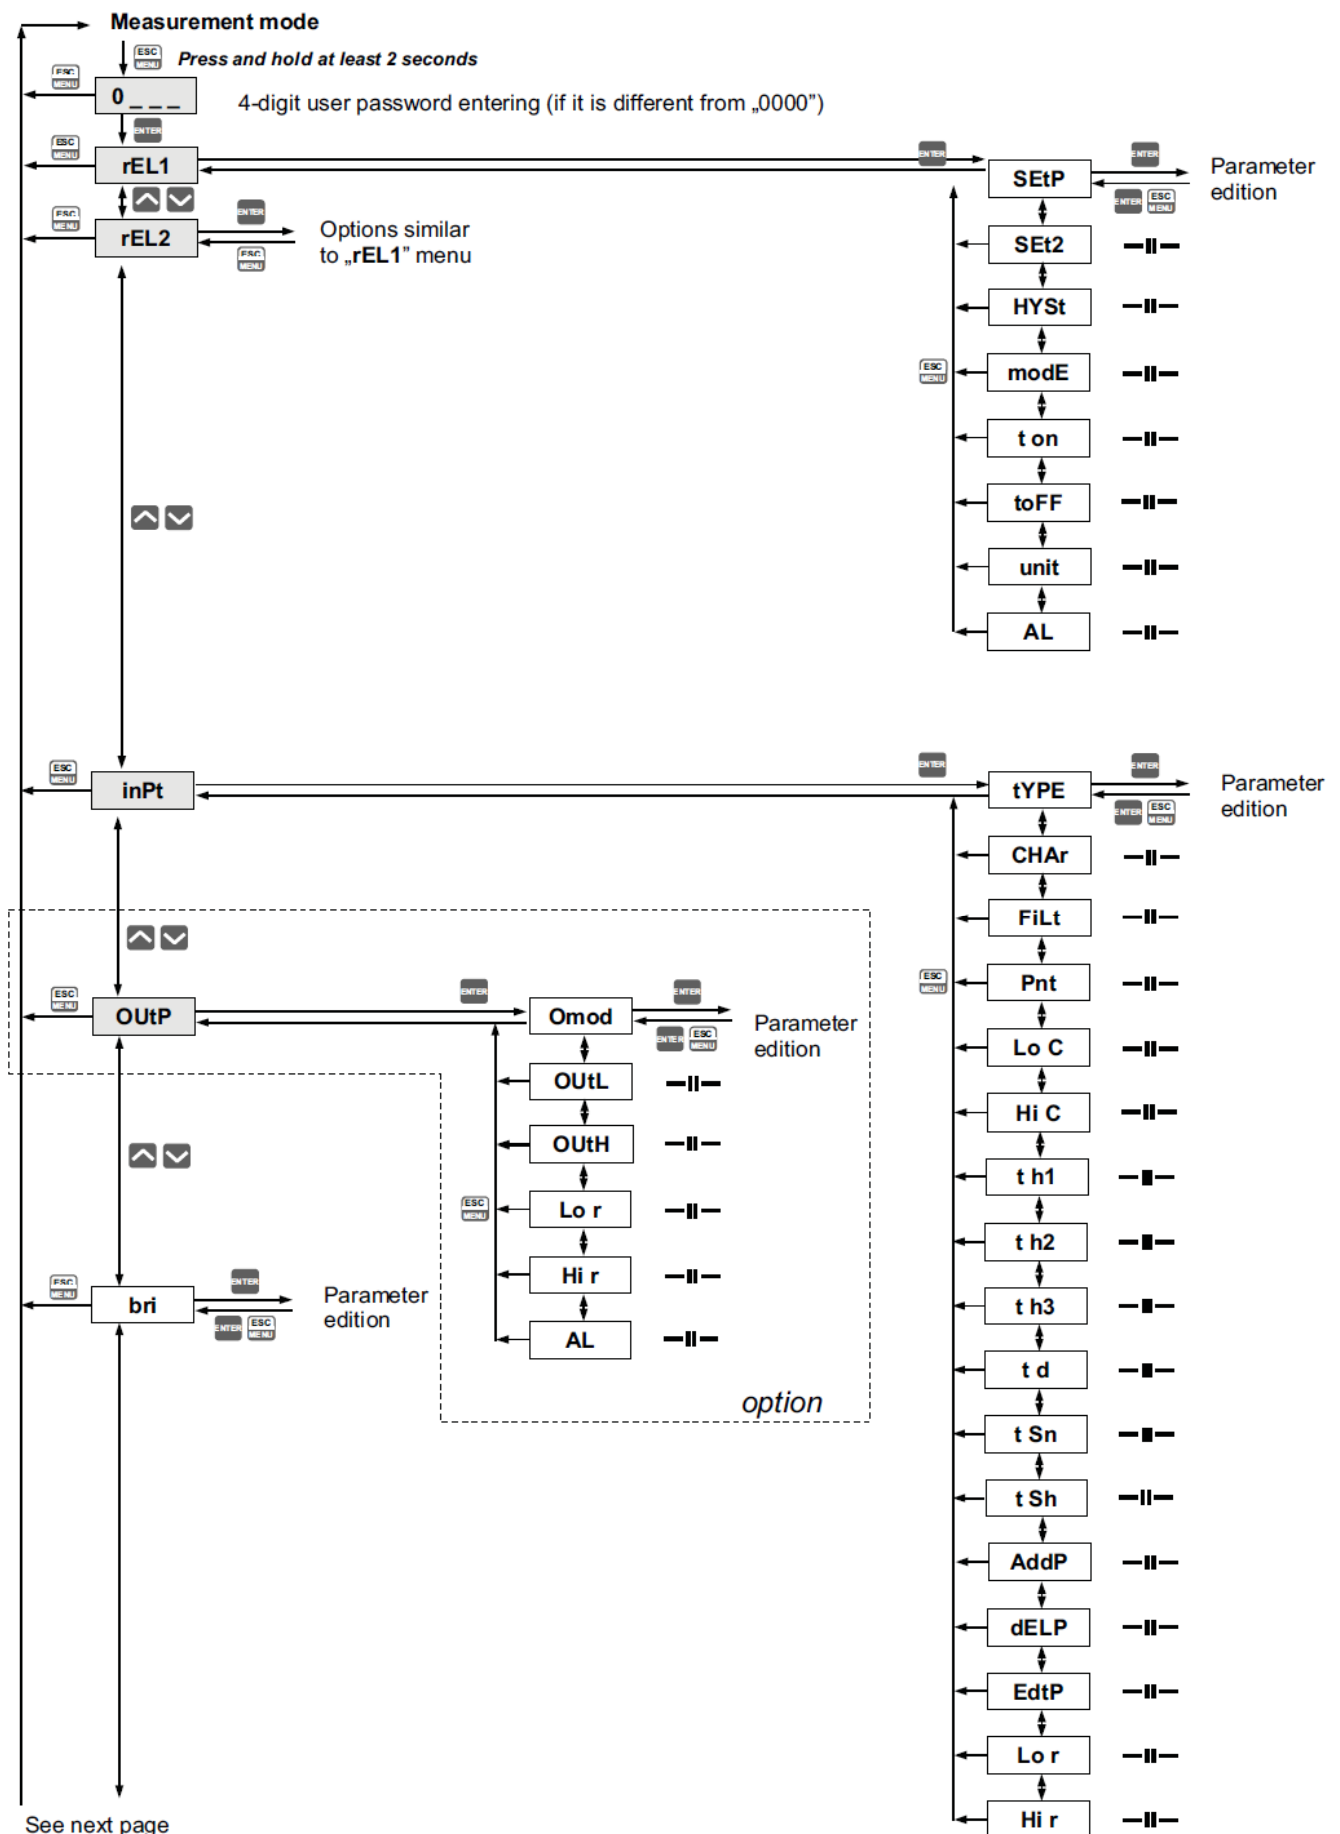 Measurement mode
ESC
MENU
Press and hold at least 2 seconds
ESC
MENU
0 _ _ _
4-digit user password entering (if it is different from „0000”)
ENTER
ESC
MENU
rEL1
ENTER
SEtP
ENTER
ENTER
ESC
MENU
Parameter
edition
ESC
MENU
rEL2
ENTER
ESC
MENU
Options similar
to „rEL1” menu
SEt2
HYSt
ESC
MENU
modE
t on
toFF
unit
AL
ESC
MENU
inPt
ENTER
tYPE
ENTER
ENTER
ESC
MENU
Parameter
edition
CHAr
FiLt
ESC
MENU
Pnt
Lo C
Hi C
t h1
t h2
t h3
t d
t Sn
t Sh
AddP
dELP
EdtP
Lo r
Hi r
ESC
MENU
OUtP
ENTER
Omod
ENTER
ENTER
ESC
MENU
Parameter
edition
OUtL
OUtH
ESC
MENU
Lo r
Hi r
AL
option
ESC
MENU
bri
ENTER
ENTER
ESC
MENU
Parameter
edition
See next page